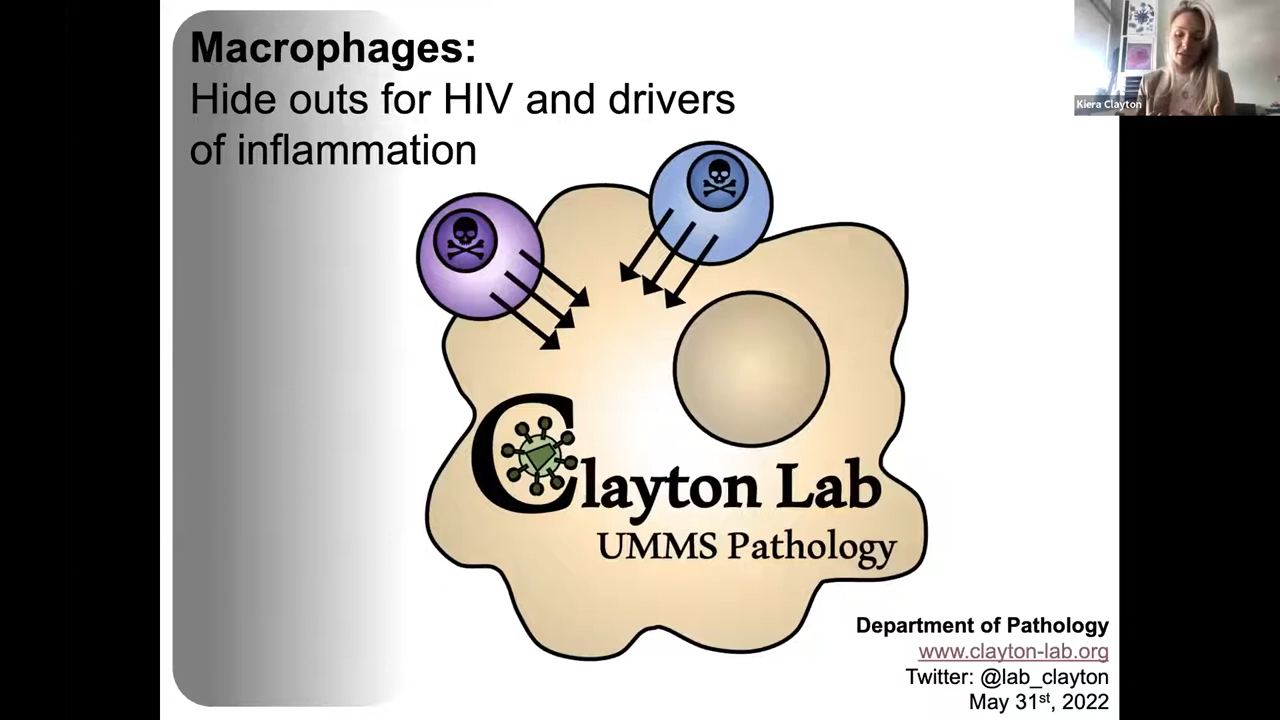 Macrophages:
Hide outs for HIV and drivers
of inflammation
Kiera Clayton
Clayton Lab
UMMS Pathology
Department of Pathology
www.clayton-lab.org
Twitter: @lab_clayton
May 31st, 2022